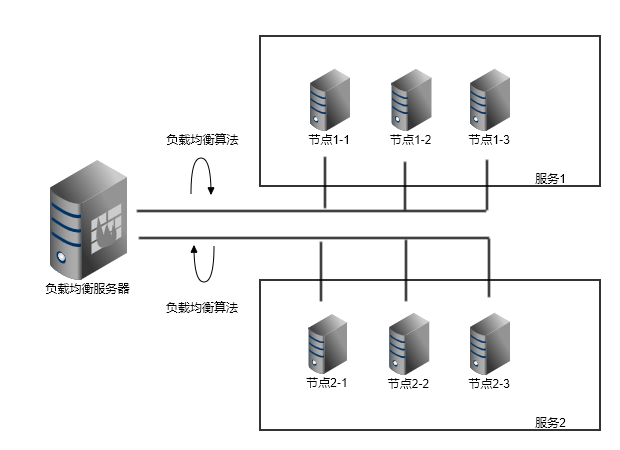 节点1-1
节点1-2
节点1-3
服务1
负载均衡算法
负载均衡服务器
负载均衡算法
节点2-1
节点2-2
节点2-3
服务2